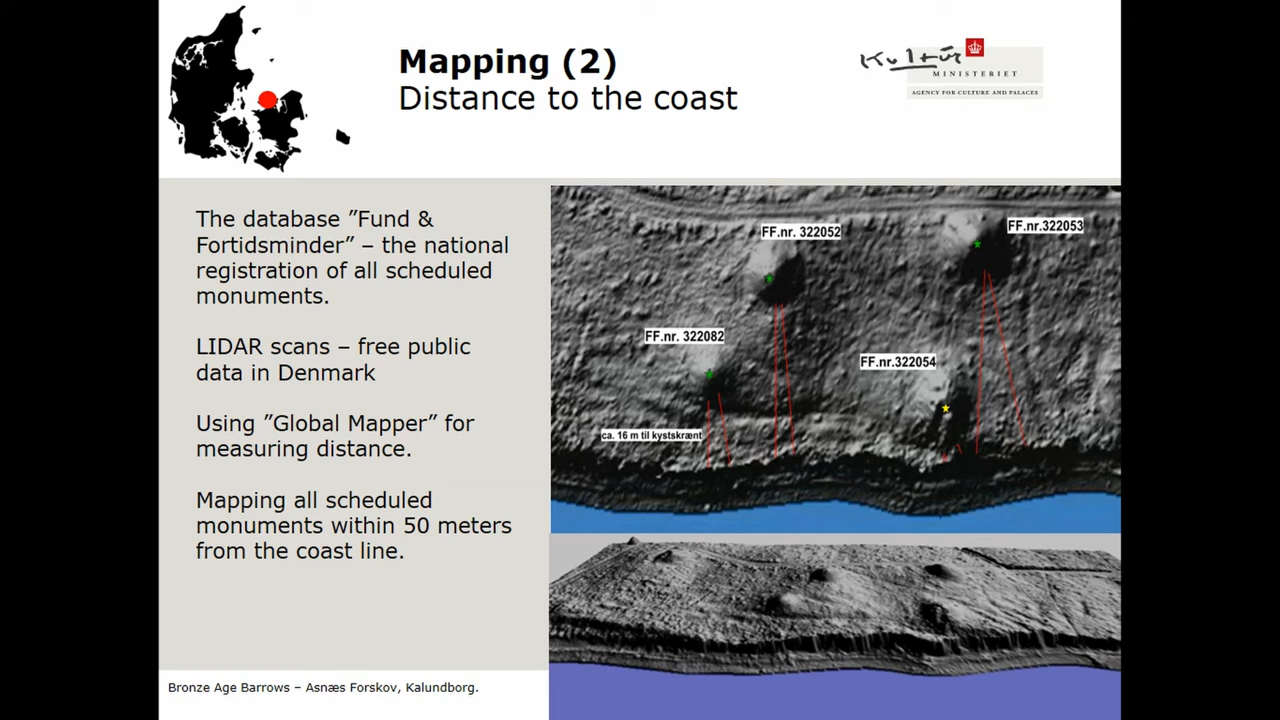 Mapping (2)
Distance to the coast
Kultur
MINISTERIET
AGENCY FOR CULTURE AND PALACES
The database ”Fund &
Fortidsminder” – the national
registration of all scheduled
monuments.
LIDAR scans – free public
data in Denmark
Using ”Global Mapper” for
measuring distance.
Mapping all scheduled
monuments within 50 meters
from the coast line.
FF.nr. 322052
FF.nr.322053
FF.nr. 322082
FF.nr.322054
ca. 16 m til kystskrænt
Bronze Age Barrows – Asnæs Forskov, Kalundborg.